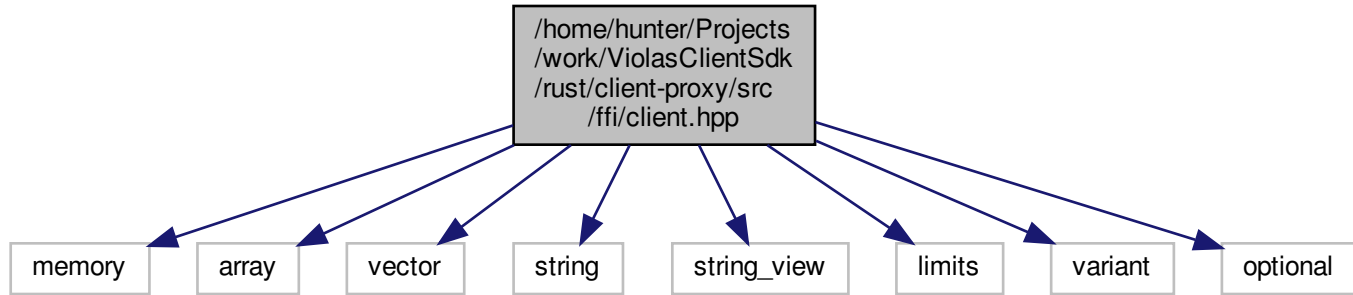 /home/hunter/Projects
/work/ViolasClientSdk
/rust/client-proxy/src
/ffi/client.hpp
memory
array
vector
string
string_view
limits
variant
optional